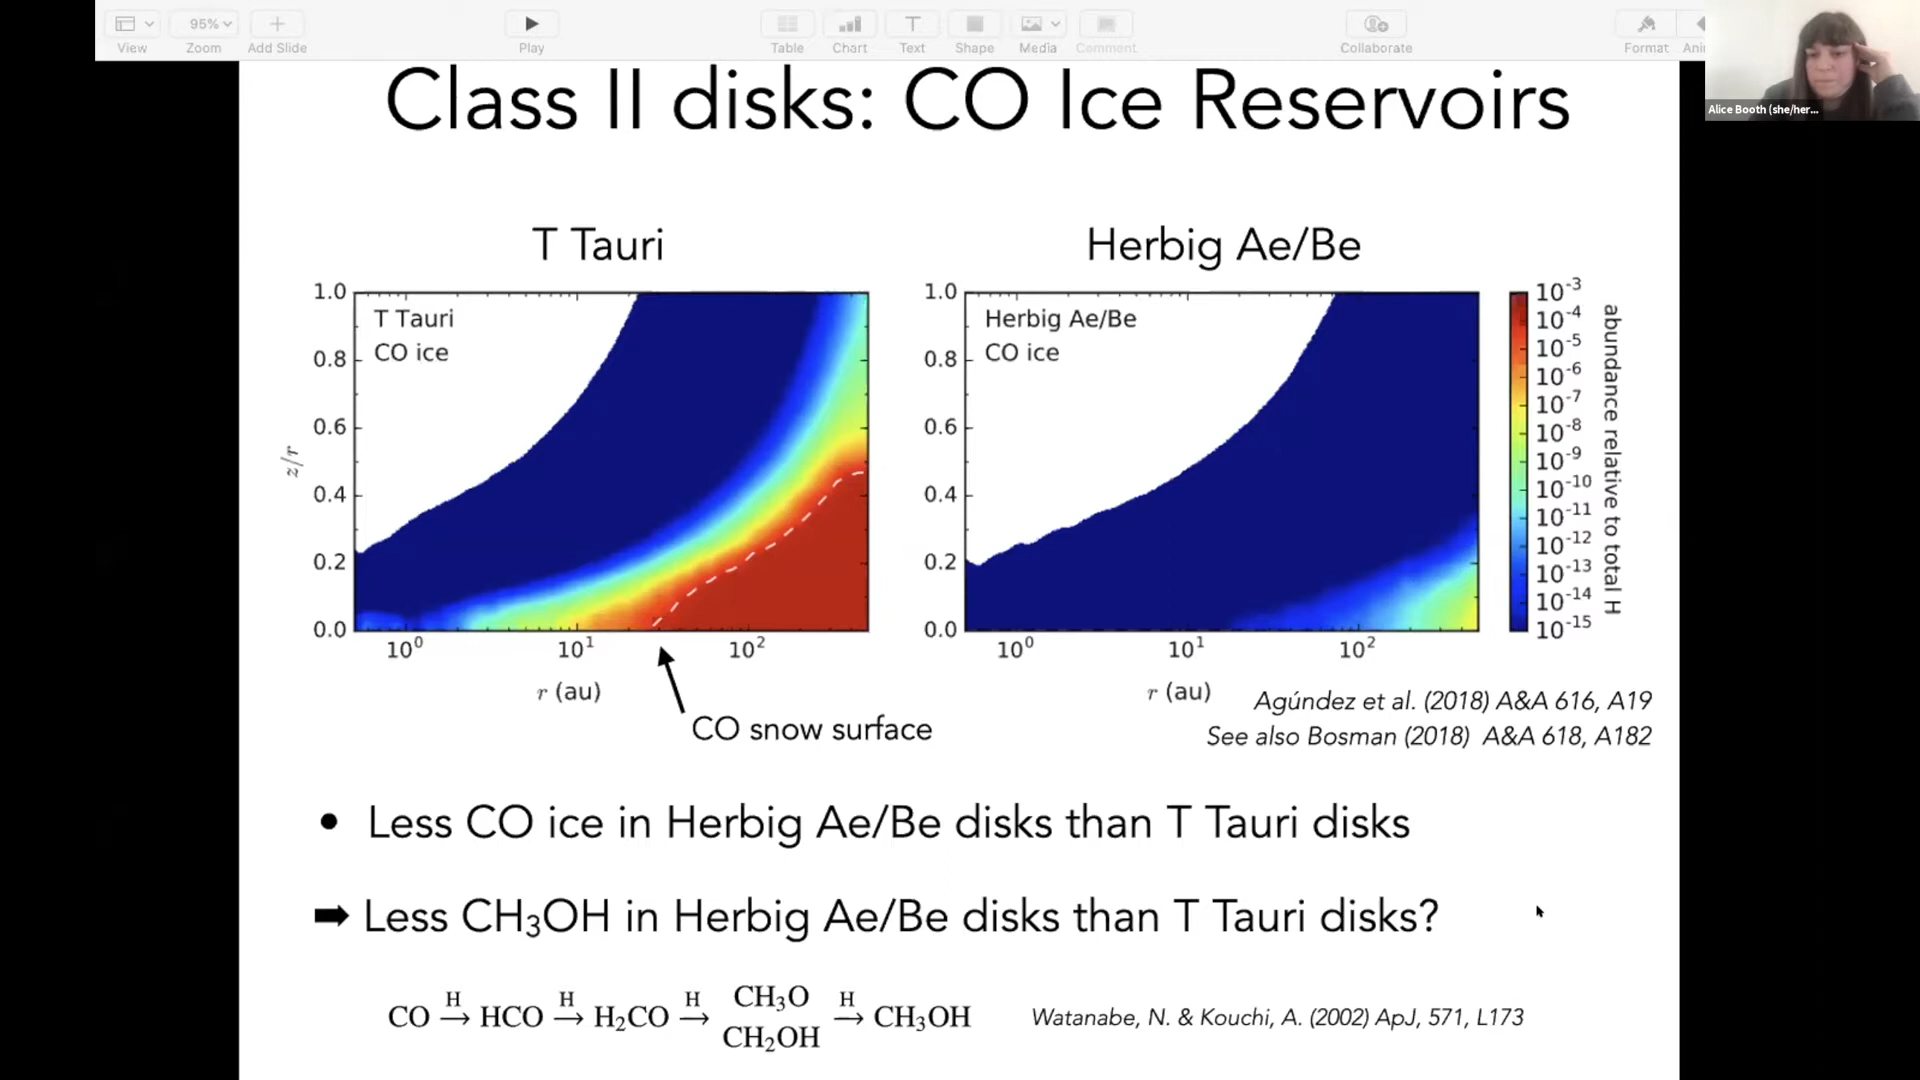 View
95%
Zoom
Add Slide
Play
Table
Chart
Text
Shape
Media
Comment
Collaborate
Format
Ani
Alice Booth (she/her...
Class II disks: CO Ice Reservoirs
T Tauri
Herbig Ae/Be
T Tauri
CO ice
1.0
0.8
0.6
0.4
0.2
0.0
z/r
10⁰
10¹
10²
r (au)
Herbig Ae/Be
CO ice
1.0
0.8
0.6
0.4
0.2
0.0
10⁰
10¹
10²
r (au)
10⁻³
10⁻⁴
10⁻⁵
10⁻⁶
10⁻⁷
10⁻⁸
10⁻⁹
10⁻¹⁰
10⁻¹¹
10⁻¹²
10⁻¹³
10⁻¹⁴
10⁻¹⁵
abundance relative to total H
CO snow surface
Agúndez et al. (2018) A&A 616, A19
See also Bosman (2018) A&A 618, A182
• Less CO ice in Herbig Ae/Be disks than T Tauri disks
➡ Less CH₃OH in Herbig Ae/Be disks than T Tauri disks?
CO H→ HCO H→ H₂CO H→ CH₃O CH₂OH H→ CH₃OH
Watanabe, N. & Kouchi, A. (2002) ApJ, 571, L173